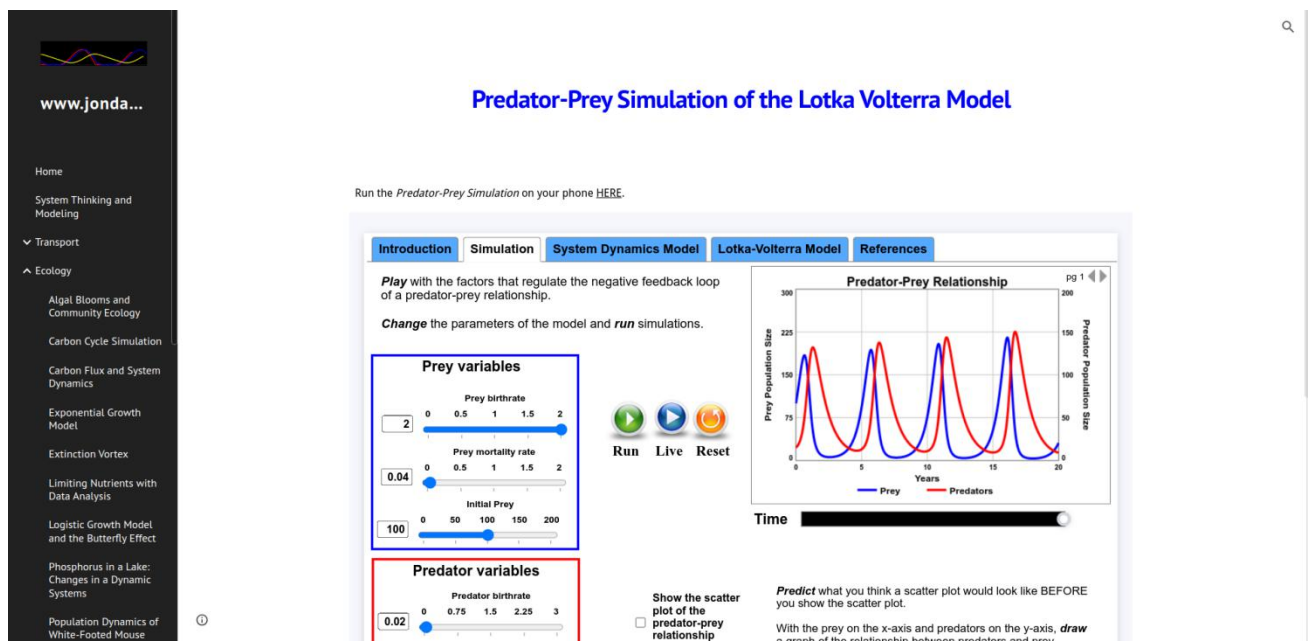 www.jonda...
Home
System Thinking and
Modeling
Transport
Ecology
Algal Blooms and
Community Ecology
Carbon Cycle Simulation
Carbon Flux and System
Dynamics
Exponential Growth
Model
Extinction Vortex
Limiting Nutrients with
Data Analysis
Logistic Growth Model
and the Butterfly Effect
Phosphorus in a Lake:
Changes in a Dynamic
Systems
Population Dynamics of
White-Footed Mouse
Predator-Prey Simulation of the Lotka Volterra Model
Run the Predator-Prey Simulation on your phone HERE.
Introduction Simulation System Dynamics Model Lotka-Volterra Model References
Play with the factors that regulate the negative feedback loop
of a predator-prey relationship.
Change the parameters of the model and run simulations.
Prey variables
Prey birthrate
0 0.5 1 1.5 2
2
Prey mortality rate
0 0.5 1 1.5 2
0.04
Initial Prey
0 50 100 150 200
100
Predator variables
Predator birthrate
0 0.75 1.5 2.25 3
0.02
Run Live Reset
Predator-Prey Relationship
pg 1
Prey Population Size
300
225
150
75
0
200
150
100
50
0
Predator Population Size
0 5 10 15 20
Years
Prey Predators
Time
Show the scatter
plot of the
predator-prey
relationship
Predict what you think a scatter plot would look like BEFORE
you show the scatter plot.
With the prey on the x-axis and predators on the y-axis, draw
a graph of the relationship between predators and prey